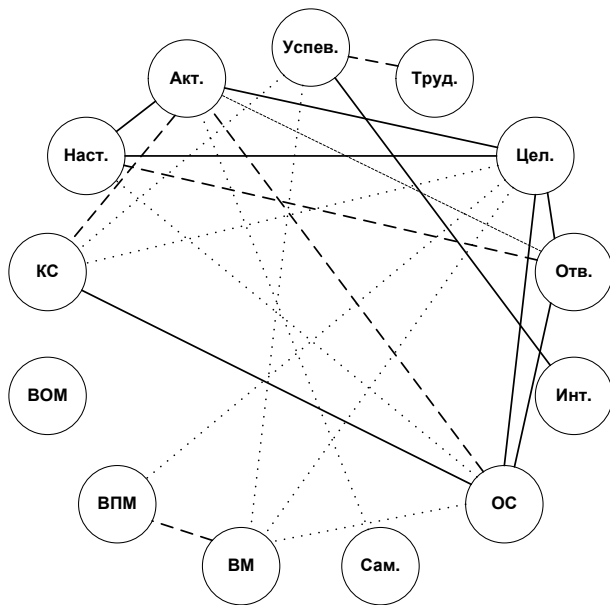 Успев.
Акт.
Труд.
Наст.
Цел.
КС
Отв.
ВОМ
Инт.
ВПМ
ОС
ВМ
Сам.